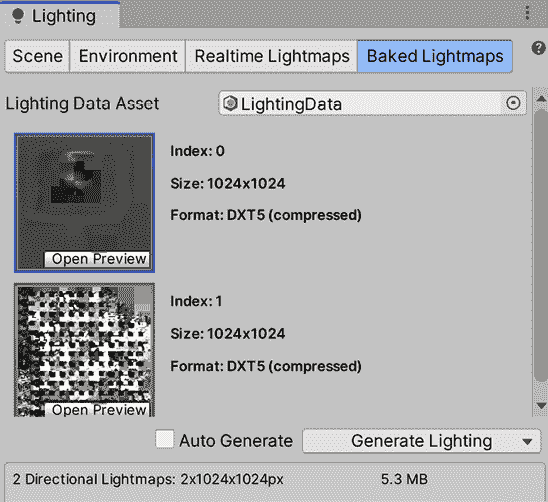 Lighting
Scene Environment Realtime Lightmaps Baked Lightmaps
Lighting Data Asset LightingData
Index: 0
Size: 1024x1024
Format: DXT5 (compressed)
Open Preview
Index: 1
Size: 1024x1024
Format: DXT5 (compressed)
Open Preview
Auto Generate Generate Lighting
2 Directional Lightmaps: 2x1024x1024px 5.3 MB